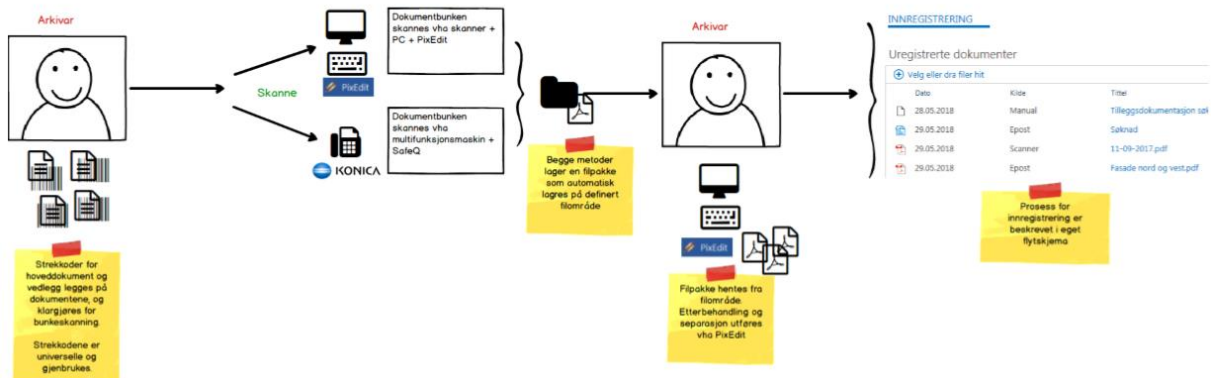 Arkivar
Strekkoder for
hoveddokument og
vedlegg legges på
dokumentene, og
klargjøres for
bunkeskanning.
Strekkodene er
universelle og
gjenbrukes.
Skanne
PixEdit
KONICA
Dokumentbunken
skannes vha skanner +
PC + PixEdit
Dokumentbunken
skannes vha
multifunksjonsmaskin +
SafeQ
Begge metoder
lager en filpakke
som automatisk
lagres på definert
filområde
Arkivar
PixEdit
Filpakke hentes fra
filområde.
Etterbehandling og
separasjon utføres
vha PixEdit
INNREGISTRERING
Uregistrerte dokumenter
Velg eller dra filer hit
Dato Kilde Tittel
28.05.2018 Manual Tilleggsdokumentasjon søk
29.05.2018 Epost Søknad
29.05.2018 Scanner 11-09-2017.pdf
29.05.2018 Epost Fasade nord og vest.pdf
Prosess for
innregistrering er
beskrevet i eget
flytskjema